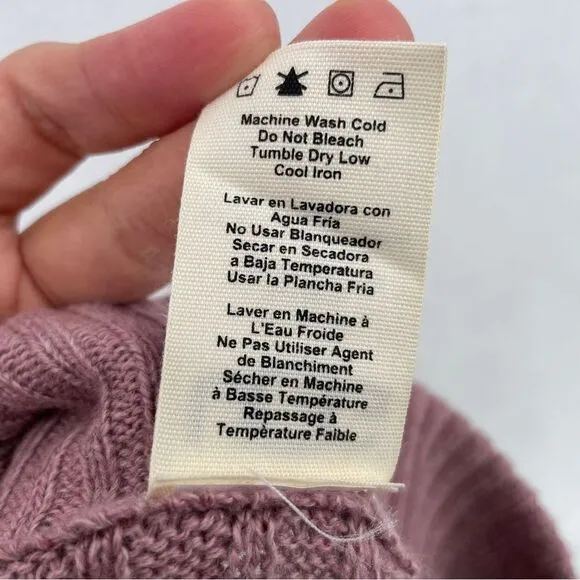 Machine Wash Cold
Do Not Bleach
Tumble Dry Low
Cool Iron
Lavar en Lavadora con
Agua Fría
No Usar Blanqueador
Secar en Secadora
a Baja Temperatura
Usar la Plancha Fria
Laver en Machine à
L'Eau Froide
Ne Pas Utiliser Agent
de Blanchiment
Sécher en Machine
à Basse Température
Repassage à
Température Faible